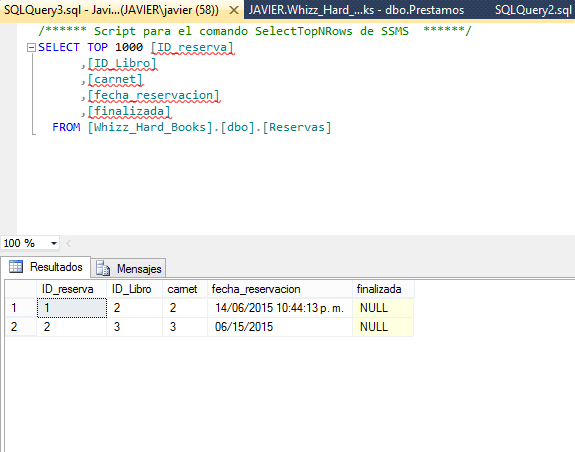 SQLQuery3.sql - Javi...(JAVIER\javier (58)) × JAVIER.Whizz_Hard_...ks - dbo.Prestamos SQLQuery2.sql
/****** Script para el comando SelectTopNRows de SSMS  ******/
SELECT TOP 1000 [ID_reserva]
,[ID_Libro]
,[carnet]
,[fecha_reservacion]
,[finalizada]
FROM [Whizz_Hard_Books].[dbo].[Reservas]
100 %
Resultados Mensajes
ID_reserva ID_Libro carnet fecha_reservacion finalizada
1 1 2 2 14/06/2015 10:44:13 p. m. NULL
2 2 3 3 06/15/2015 NULL